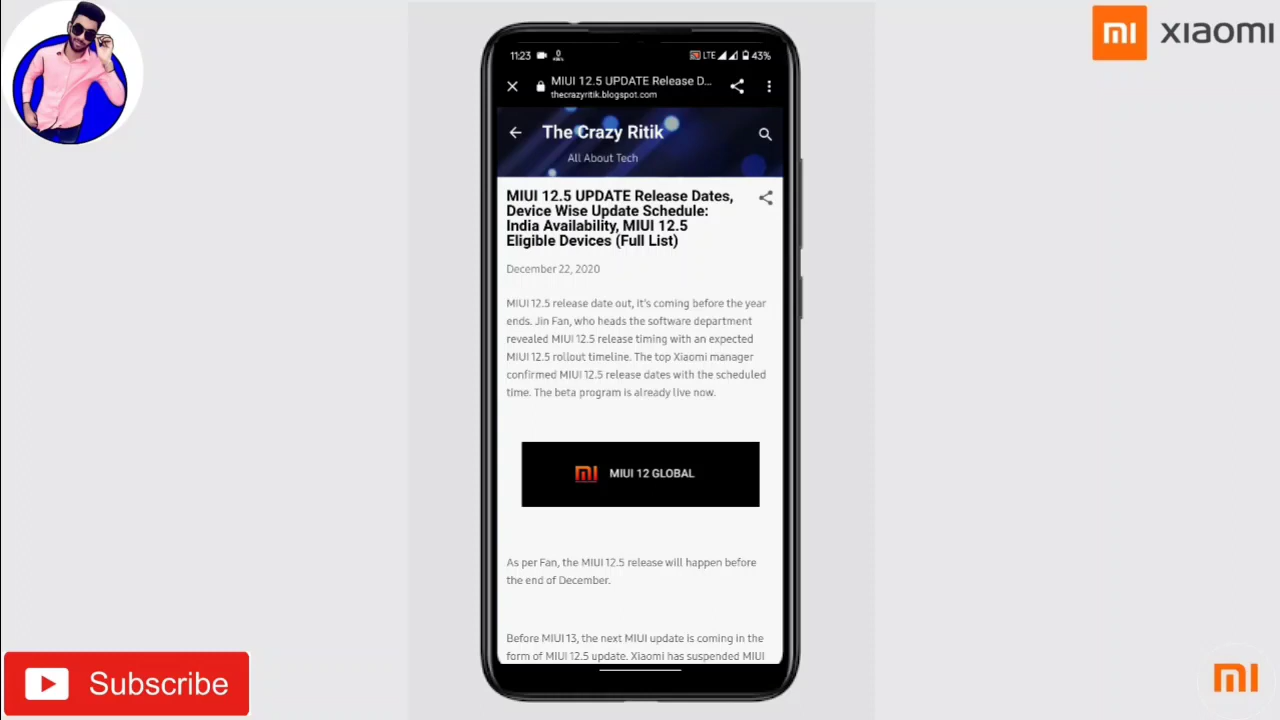 mi xiaomi
11:23 0 LTE 43%
MIUI 12.5 UPDATE Release D...
thecrazyritik.blogspot.com
The Crazy Ritik
All About Tech
MIUI 12.5 UPDATE Release Dates,
Device Wise Update Schedule:
India Availability, MIUI 12.5
Eligible Devices (Full List)
December 22, 2020
MIUI 12.5 release date out, it's coming before the year
ends. Jin Fan, who heads the software department
revealed MIUI 12.5 release timing with an expected
MIUI 12.5 rollout timeline. The top Xiaomi manager
confirmed MIUI 12.5 release dates with the scheduled
time. The beta program is already live now.
mi MIUI 12 GLOBAL
As per Fan, the MIUI 12.5 release will happen before
the end of December.
Before MIUI 13, the next MIUI update is coming in the
form of MIUI 12.5 update. Xiaomi has suspended MIUI
Subscribe
mi